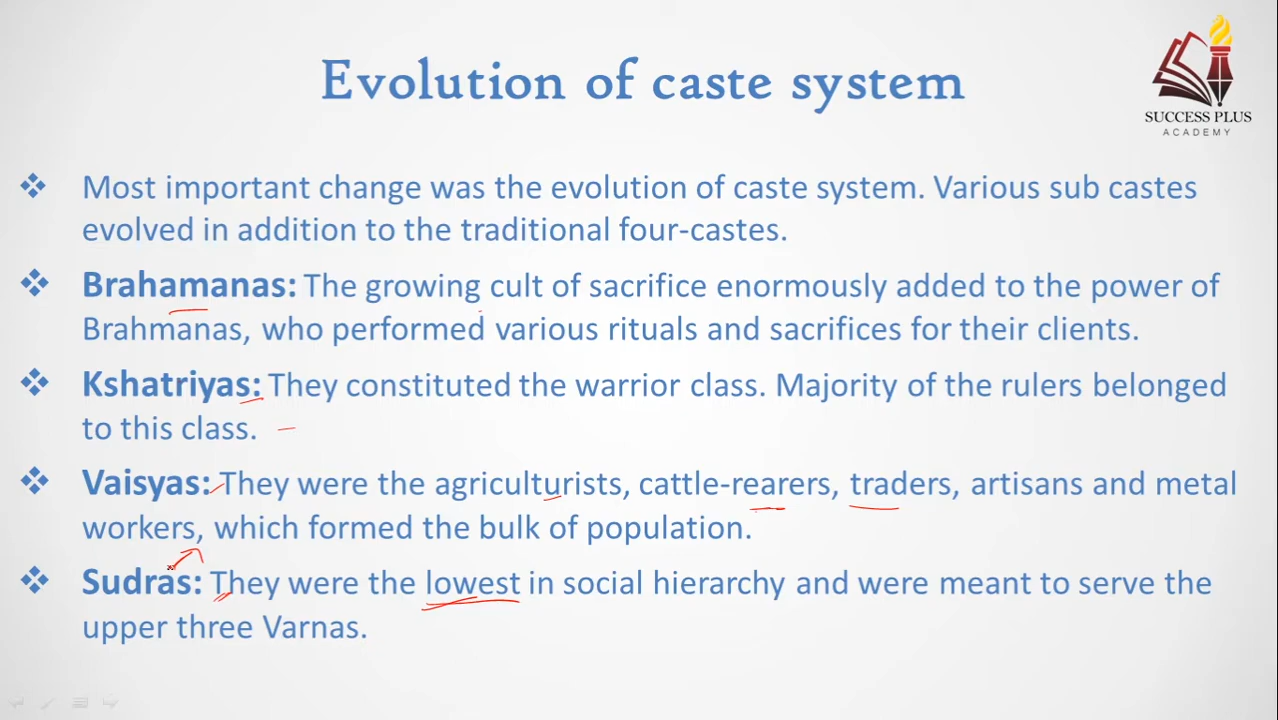 Evolution of caste system
SUCCESS PLUS
ACADEMY
❖ Most important change was the evolution of caste system. Various sub castes
evolved in addition to the traditional four-castes.
❖ Brahamanas: The growing cult of sacrifice enormously added to the power of
Brahmanas, who performed various rituals and sacrifices for their clients.
❖ Kshatriyas: They constituted the warrior class. Majority of the rulers belonged
to this class.
❖ Vaisyas: They were the agriculturists, cattle-rearers, traders, artisans and metal
workers, which formed the bulk of population.
❖ Sudras: They were the lowest in social hierarchy and were meant to serve the
upper three Varnas.